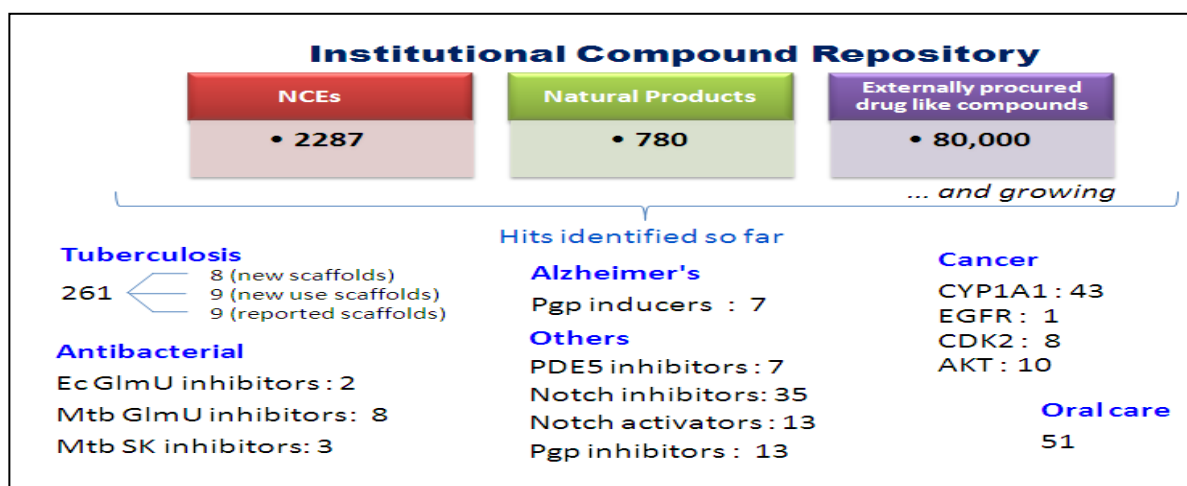 Institutional Compound Repository
NCEs
• 2287
Natural Products
• 780
Externally procured
drug like compounds
• 80,000
... and growing
Hits identified so far
Tuberculosis
261
8 (new scaffolds)
9 (new use scaffolds)
9 (reported scaffolds)
Antibacterial
Ec GlmU inhibitors : 2
Mtb GlmU inhibitors: 8
Mtb SK inhibitors: 3
Alzheimer's
Pgp inducers : 7
Others
PDE5 inhibitors : 7
Notch inhibitors: 35
Notch activators : 13
Pgp inhibitors : 13
Cancer
CYP1A1 : 43
EGFR : 1
CDK2 : 8
AKT : 10
Oral care
51